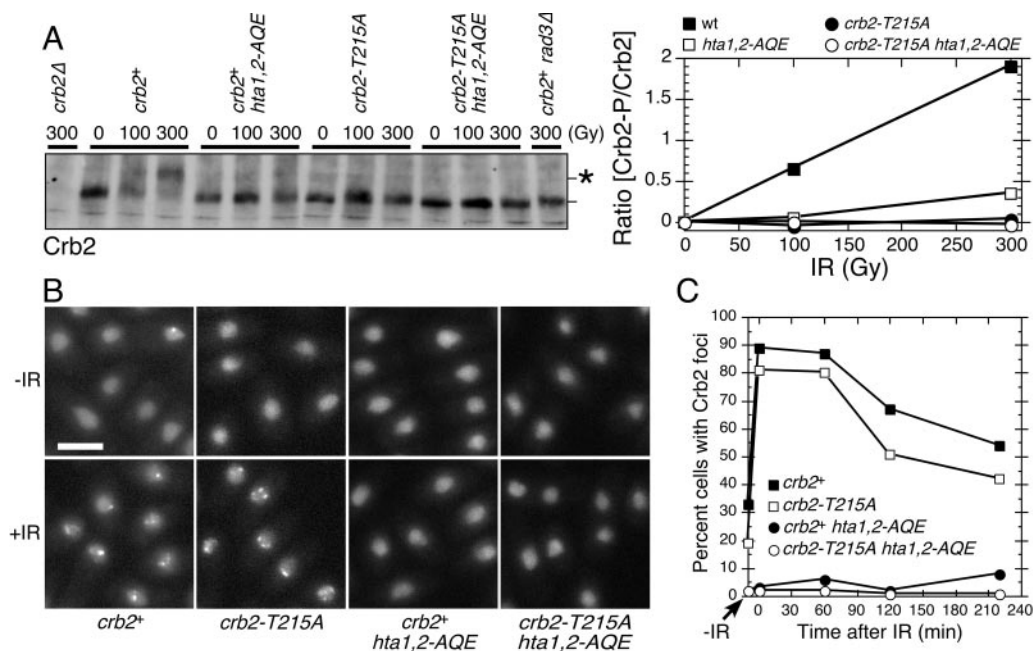 A
crb2Δ
crb2+
crb2+
hta1,2-AQE
crb2-T215A
crb2-T215A
hta1,2-AQE
crb2+ rad3Δ
300 0 100 300 0 100 300 0 100 300 0 100 300 300 (Gy)
*
Crb2
wt
crb2-T215A
hta1,2-AQE
crb2-T215A hta1,2-AQE
Ratio [Crb2-P/Crb2]
2
1.5
1
0.5
0
0 50 100 150 200 250 300
IR (Gy)
B
-IR
+IR
crb2+
crb2-T215A
crb2+
hta1,2-AQE
crb2-T215A
hta1,2-AQE
C
Percent cells with Crb2 foci
100
90
80
70
60
50
40
30
20
10
0
crb2+
crb2-T215A
crb2+ hta1,2-AQE
crb2-T215A hta1,2-AQE
0 30 60 90 120 150 180 210 240
-IR
Time after IR (min)